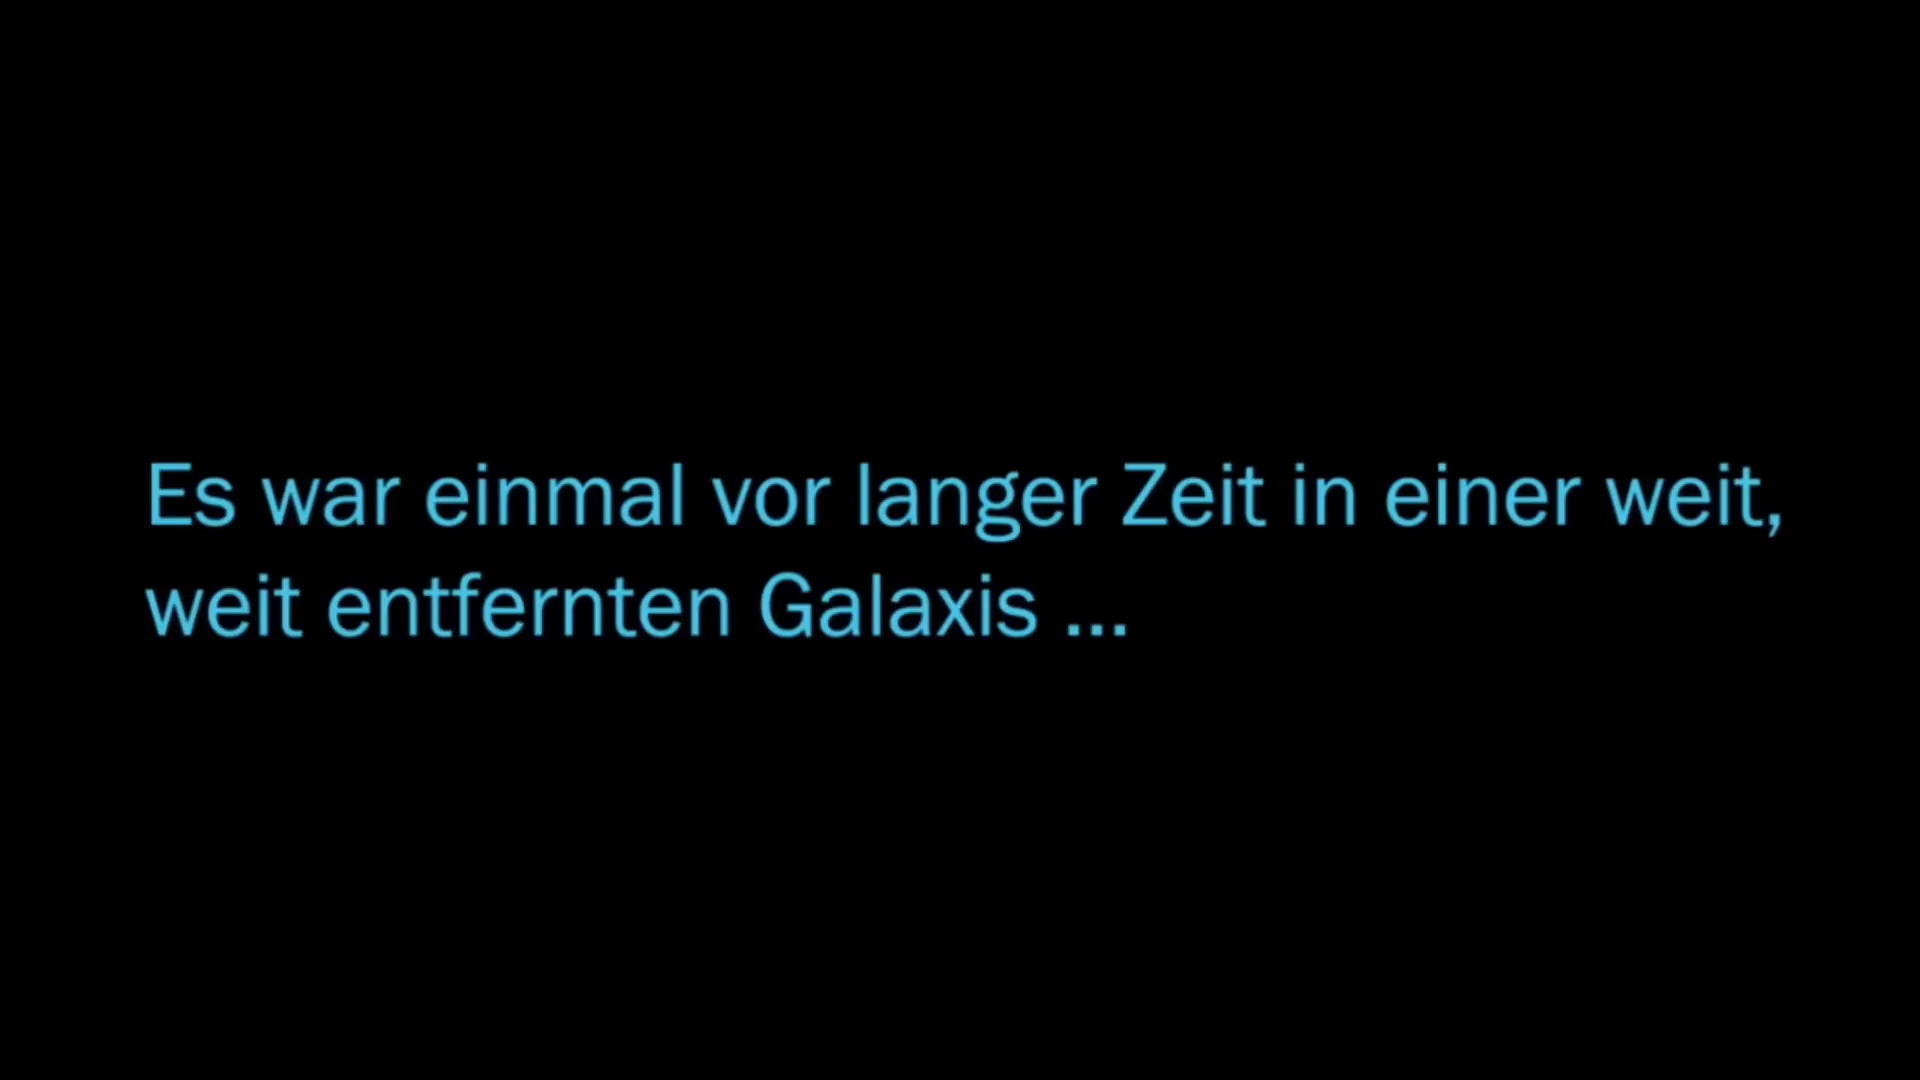 Es war einmal vor langer Zeit in einer weit,
weit entfernten Galaxis ...